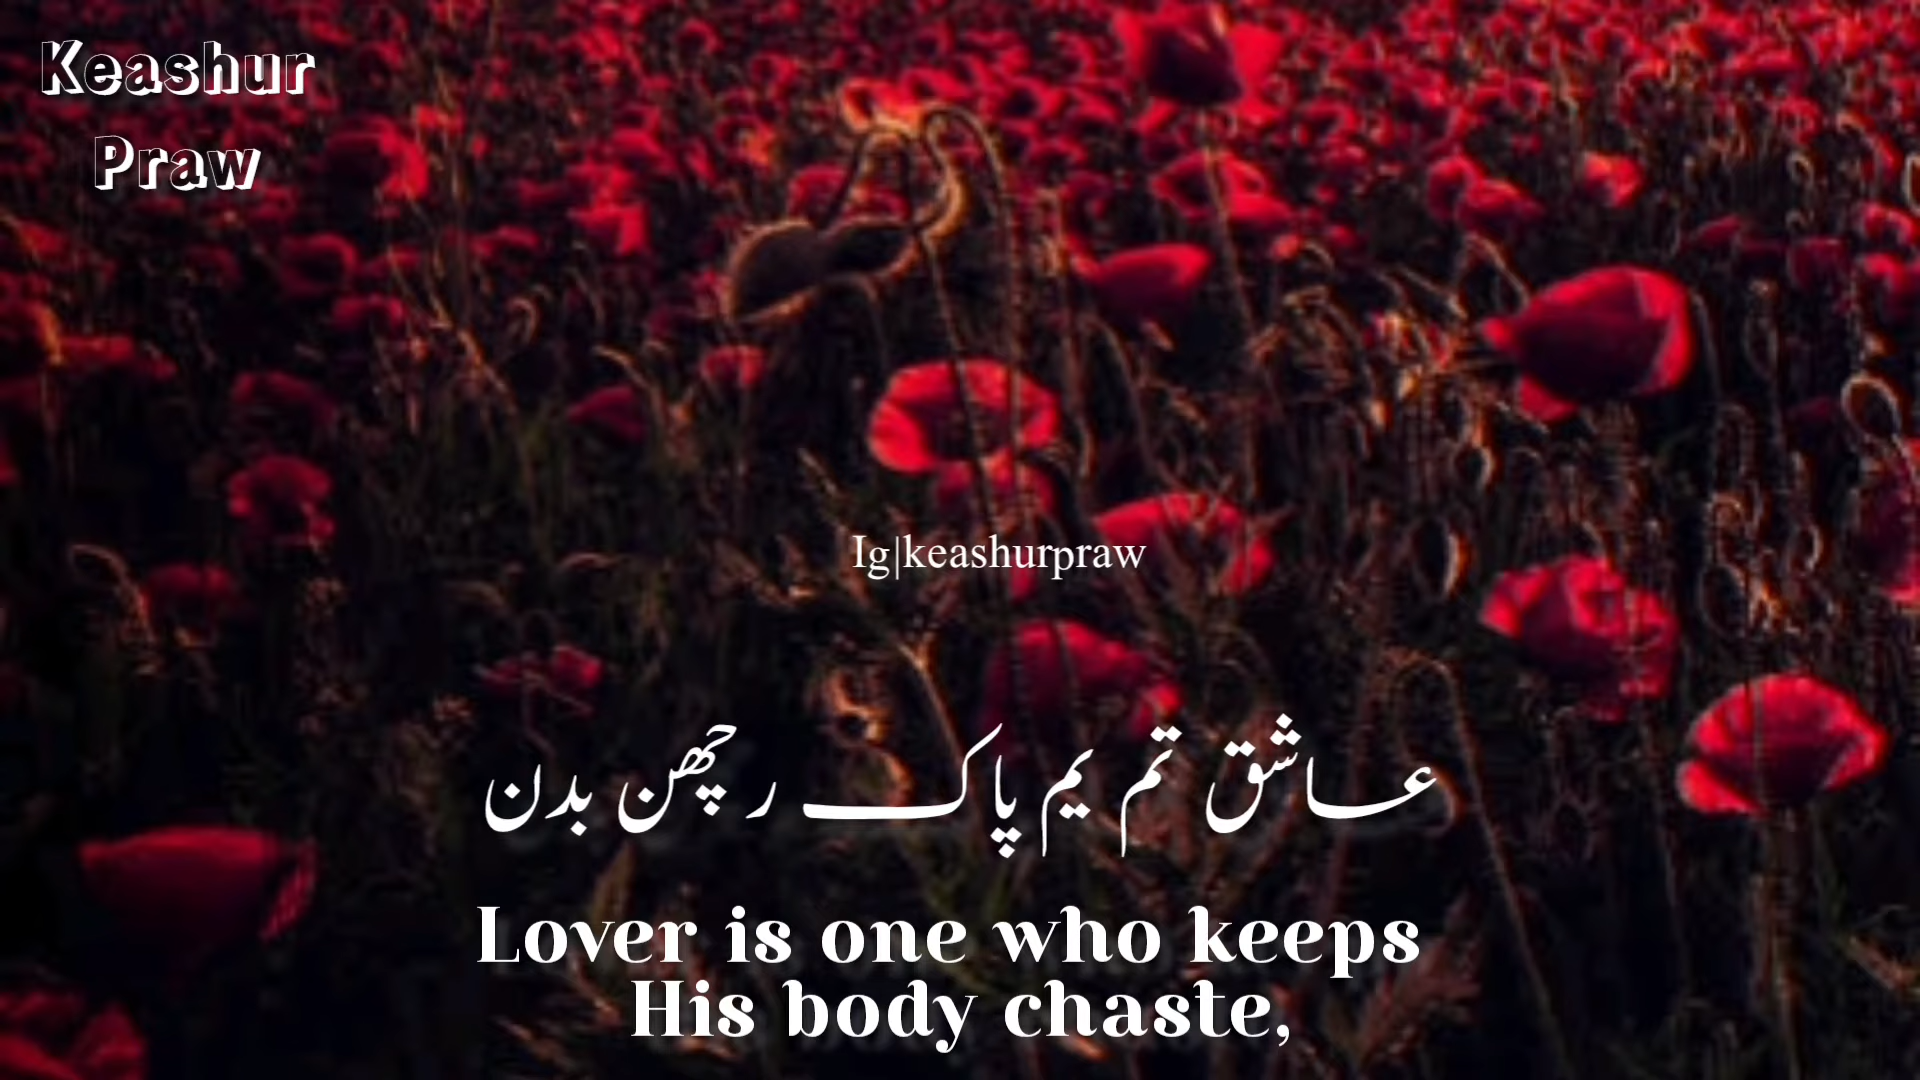 Keashur
Praw
Ig|keashurpraw
عاشق تم یم پاک رچھن بدن
Lover is one who keeps
His body chaste,